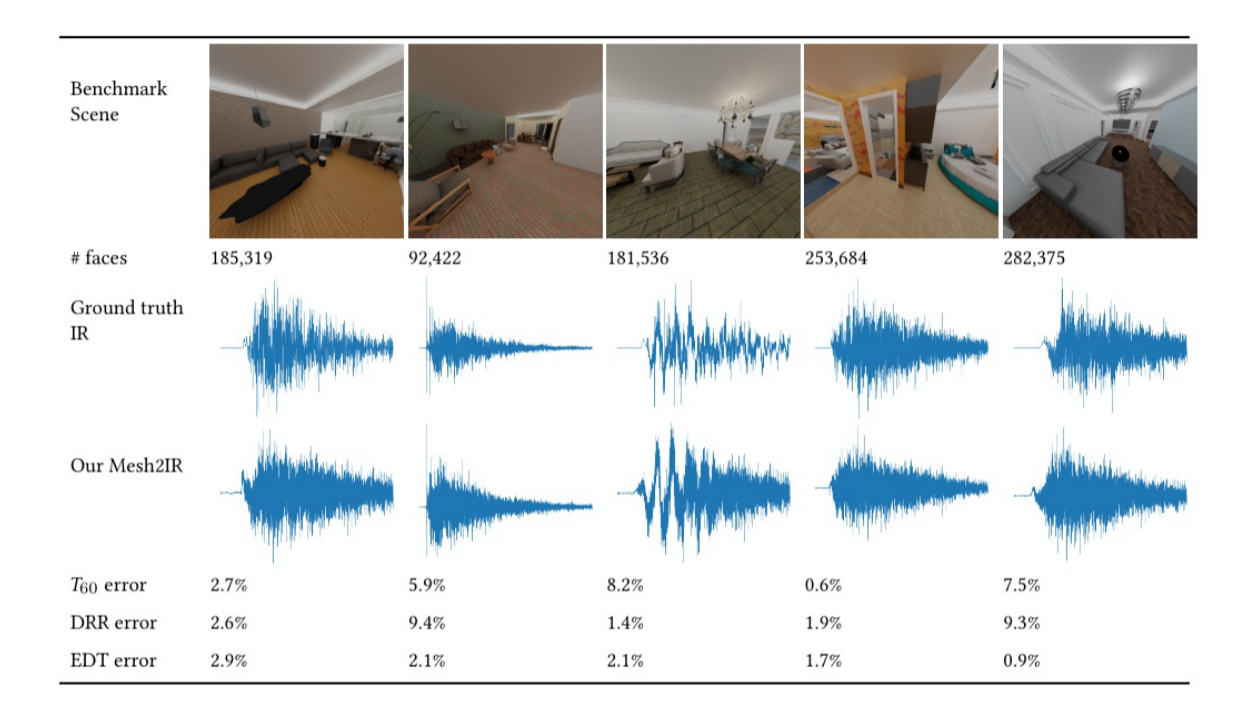 Benchmark
Scene
# faces 185,319 92,422 181,536 253,684 282,375
Ground truth
IR
Our Mesh2IR
T60 error 2.7% 5.9% 8.2% 0.6% 7.5%
DRR error 2.6% 9.4% 1.4% 1.9% 9.3%
EDT error 2.9% 2.1% 2.1% 1.7% 0.9%